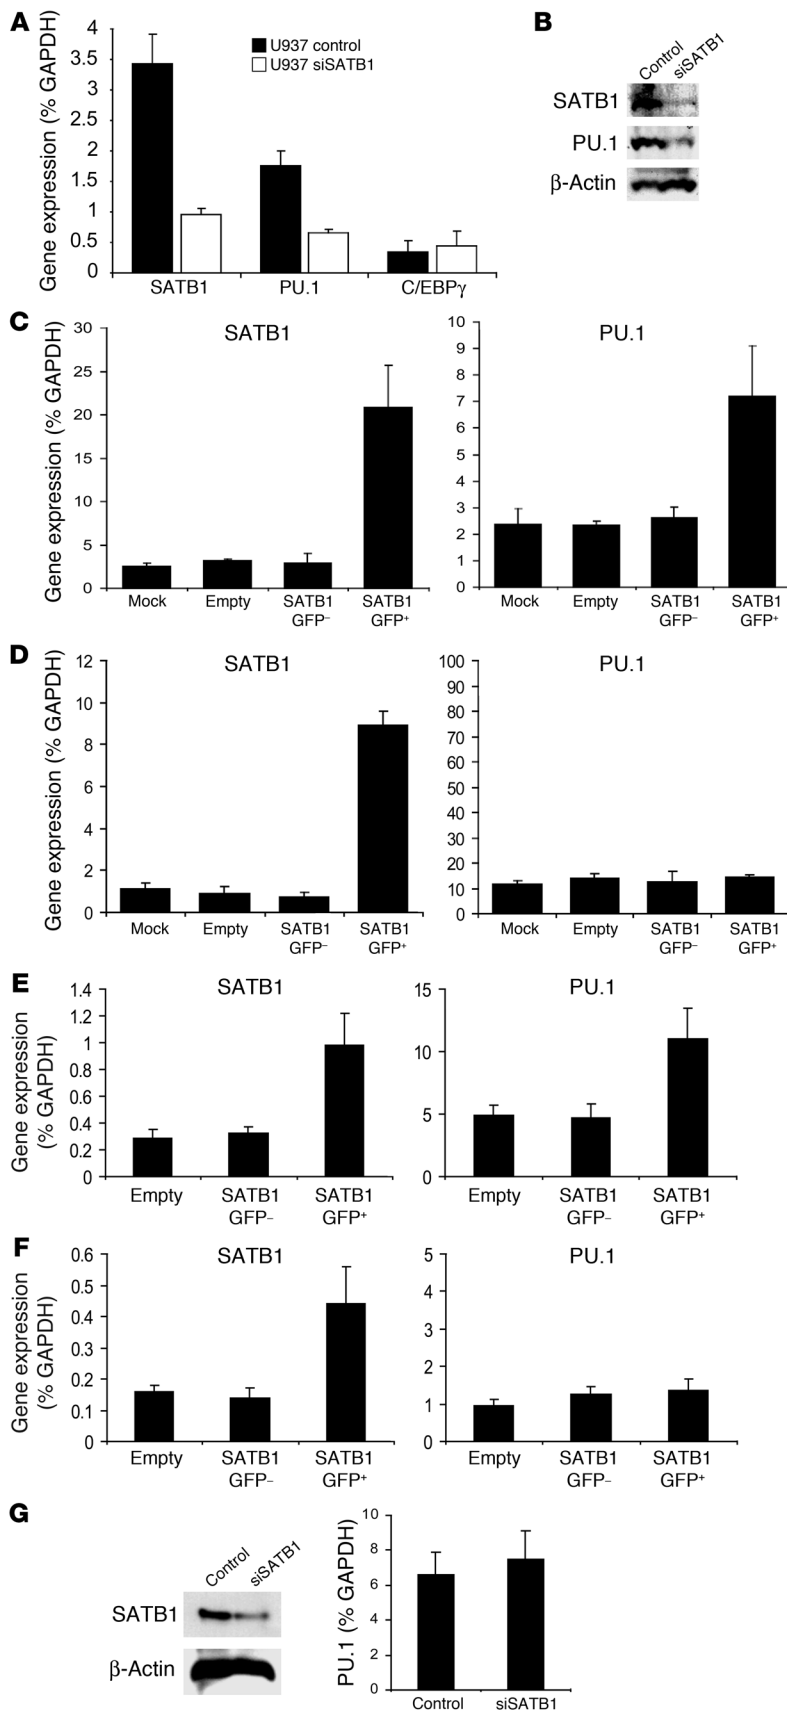 A
Gene expression (% GAPDH)
4
3.5
3
2.5
2
1.5
1
0.5
0
U937 control
U937 siSATB1
SATB1 PU.1 C/EBPγ
B
Control siSATB1
SATB1
PU.1
β-Actin
C
Gene expression (% GAPDH)
SATB1
30
25
20
15
10
5
0
Mock Empty SATB1 SATB1
GFP– GFP+
PU.1
10
9
8
7
6
5
4
3
2
1
0
Mock Empty SATB1 SATB1
GFP– GFP+
D
Gene expression (% GAPDH)
SATB1
12
10
8
6
4
2
0
Mock Empty SATB1 SATB1
GFP– GFP+
PU.1
100
90
80
70
60
50
40
30
20
10
0
Mock Empty SATB1 SATB1
GFP– GFP+
E
Gene expression
(% GAPDH)
SATB1
1.4
1.2
1
0.8
0.6
0.4
0.2
0
Empty SATB1 SATB1
GFP– GFP+
PU.1
15
10
5
0
Empty SATB1 SATB1
GFP– GFP+
F
Gene expression
(% GAPDH)
SATB1
0.6
0.5
0.4
0.3
0.2
0.1
0
Empty SATB1 SATB1
GFP– GFP+
PU.1
5
4
3
2
1
0
Empty SATB1 SATB1
GFP– GFP+
G
Control siSATB1
SATB1
β-Actin
PU.1 (% GAPDH)
10
8
6
4
2
0
Control siSATB1